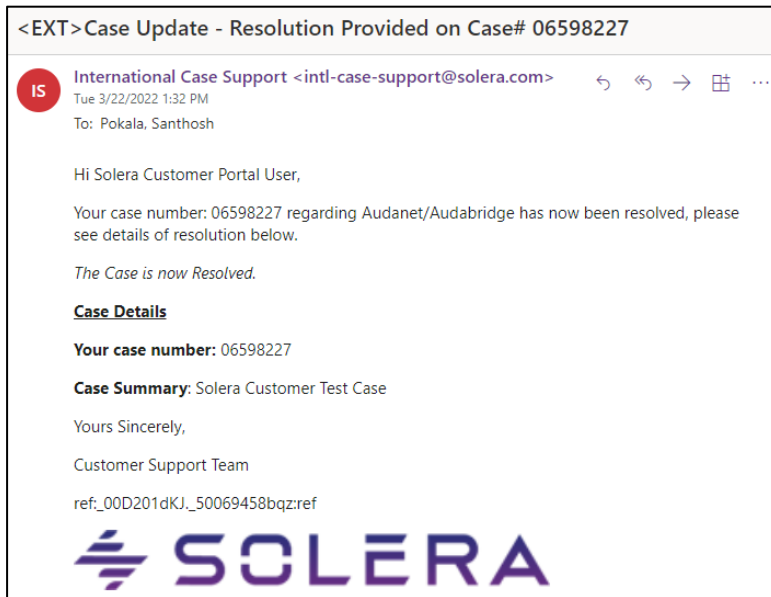 <EXT>Case Update - Resolution Provided on Case# 06598227
IS
International Case Support <intl-case-support@solera.com>
Tue 3/22/2022 1:32 PM
To: Pokala, Santhosh
Hi Solera Customer Portal User,
Your case number: 06598227 regarding Audanet/Audabridge has now been resolved, please
see details of resolution below.
The Case is now Resolved.
Case Details
Your case number: 06598227
Case Summary: Solera Customer Test Case
Yours Sincerely,
Customer Support Team
ref:_00D201dKJ._50069458bqz:ref
SOLERA